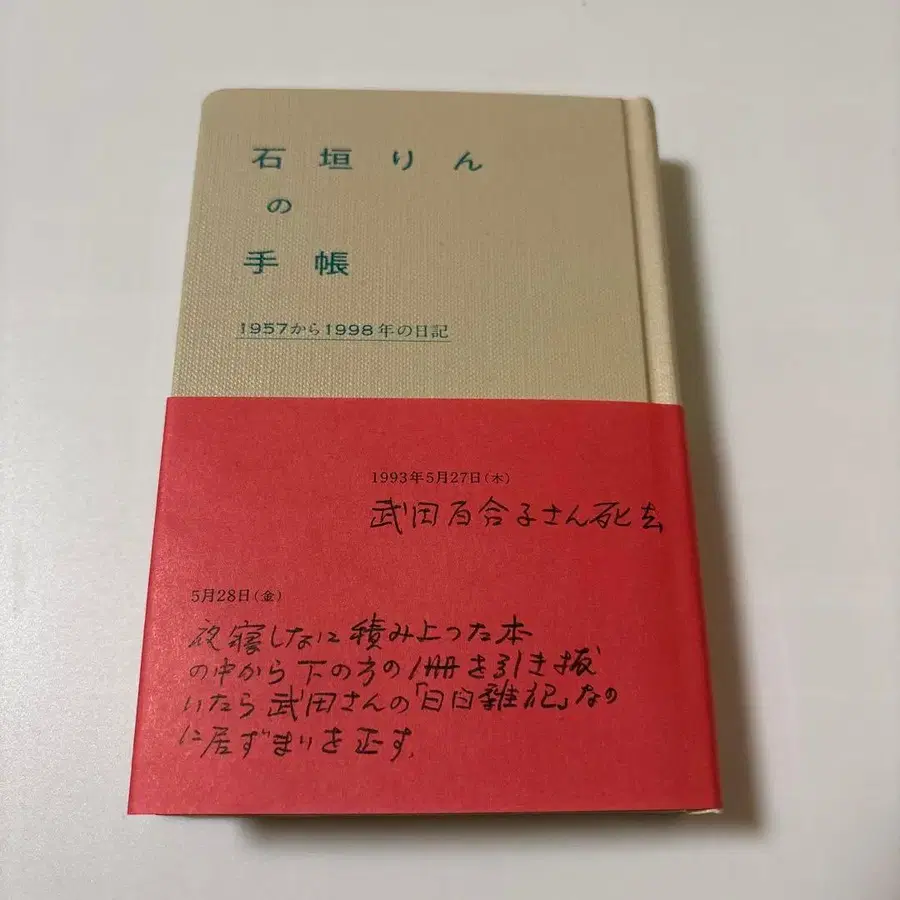 石垣りん
の
手帳
1957から1998年の日記
1993年5月27日(木)
武田百合子さん死去
5月28日(金)
夜寝しなに積み上った本
の中から下の方の1冊を引き抜
いたら武田さんの「日日雑記」なの
に居ずまいを正す。